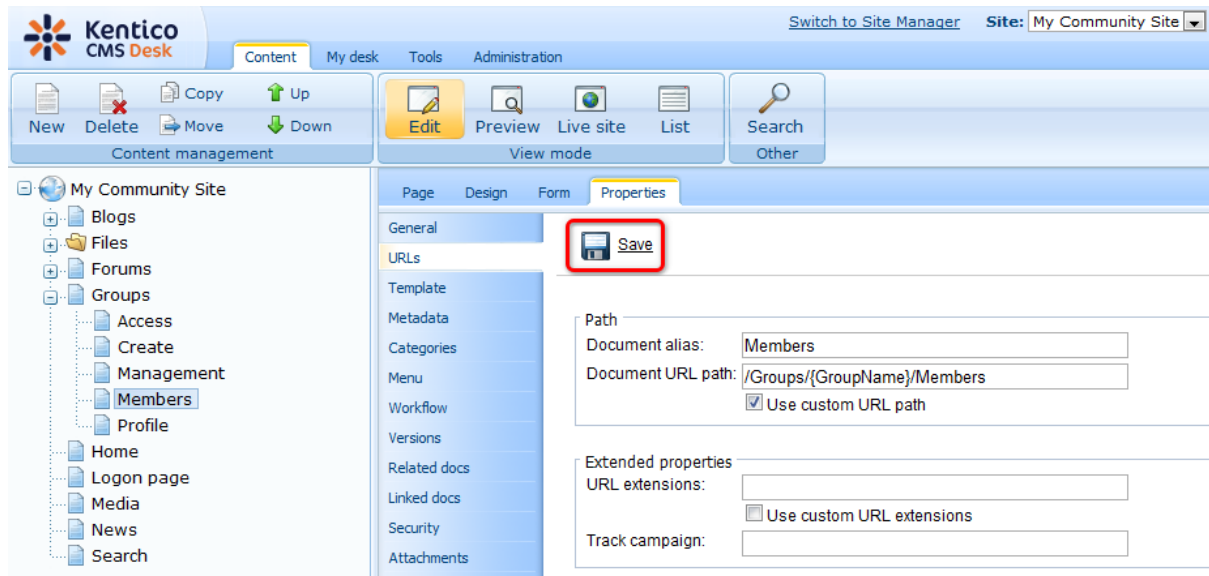 Kentico
CMS Desk
Switch to Site Manager Site: My Community Site
Content My desk Tools Administration
New Delete Copy Move Up Down
Content management
Edit Preview Live site List
View mode
Search
Other
My Community Site
Blogs
Files
Forums
Groups
Access
Create
Management
Members
Profile
Home
Logon page
Media
News
Search
Page Design Form Properties
General
URLs
Template
Metadata
Categories
Menu
Workflow
Versions
Related docs
Linked docs
Security
Attachments
Save
Path
Document alias: Members
Document URL path: /Groups/{GroupName}/Members
Use custom URL path
Extended properties
URL extensions:
Use custom URL extensions
Track campaign: